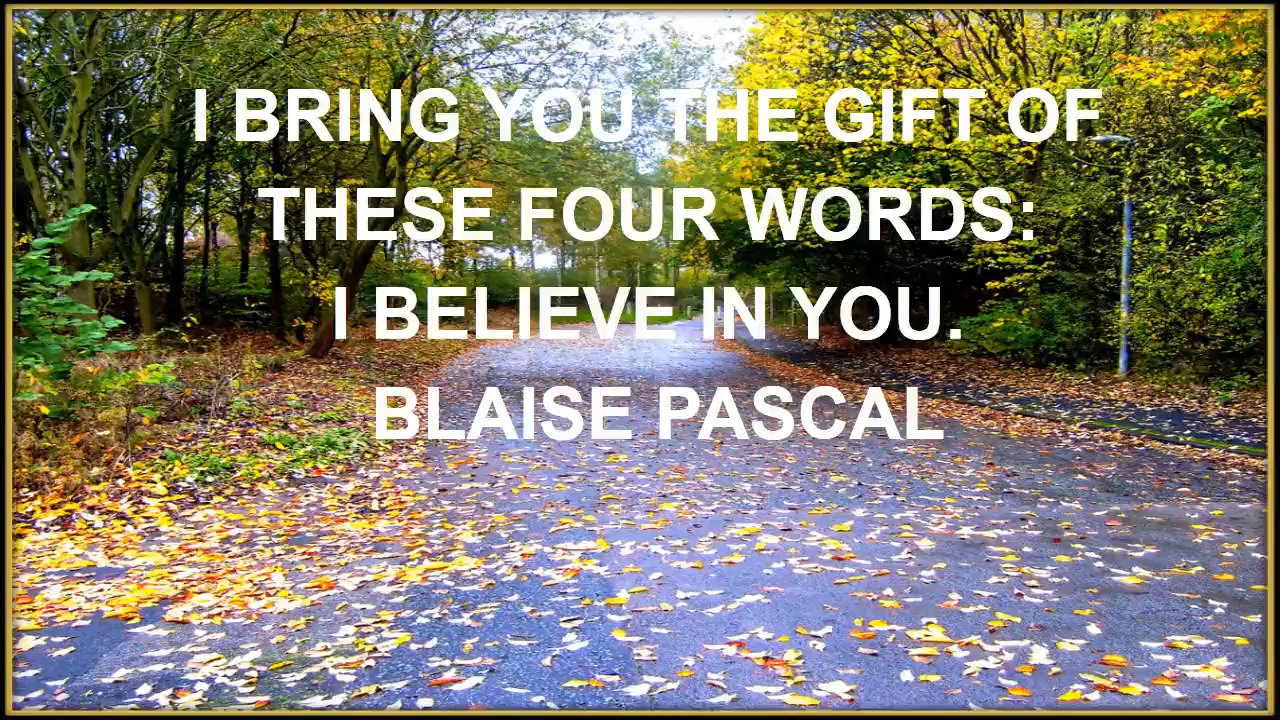 I BRING YOU THE GIFT OF
THESE FOUR WORDS:
I BELIEVE IN YOU.
BLAISE PASCAL